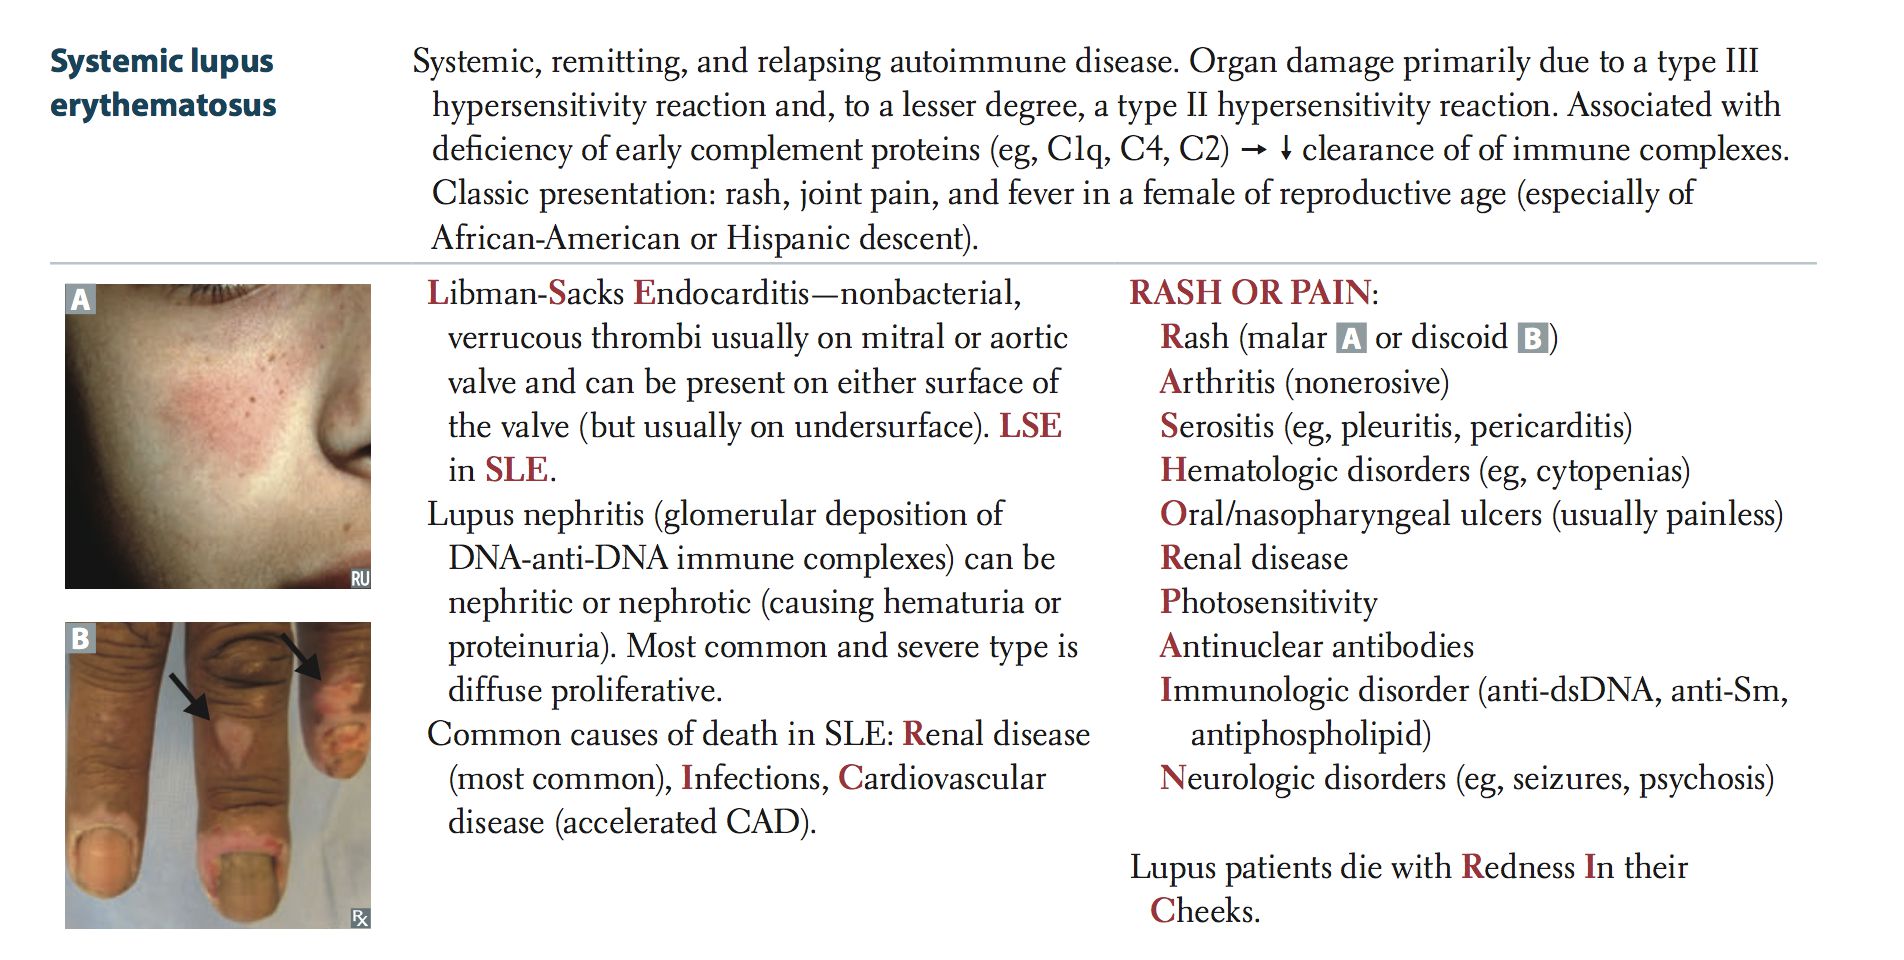 Systemic lupus
erythematosus
Systemic, remitting, and relapsing autoimmune disease. Organ damage primarily due to a type III
hypersensitivity reaction and, to a lesser degree, a type II hypersensitivity reaction. Associated with
deficiency of early complement proteins (eg, C1q, C4, C2) → ↓ clearance of of immune complexes.
Classic presentation: rash, joint pain, and fever in a female of reproductive age (especially of
African-American or Hispanic descent).
A
RU
B
Rx
Libman-Sacks Endocarditis—nonbacterial,
verrucous thrombi usually on mitral or aortic
valve and can be present on either surface of
the valve (but usually on undersurface). LSE
in SLE.
Lupus nephritis (glomerular deposition of
DNA-anti-DNA immune complexes) can be
nephritic or nephrotic (causing hematuria or
proteinuria). Most common and severe type is
diffuse proliferative.
Common causes of death in SLE: Renal disease
(most common), Infections, Cardiovascular
disease (accelerated CAD).
RASH OR PAIN:
Rash (malar A or discoid B)
Arthritis (nonerosive)
Serositis (eg, pleuritis, pericarditis)
Hematologic disorders (eg, cytopenias)
Oral/nasopharyngeal ulcers (usually painless)
Renal disease
Photosensitivity
Antinuclear antibodies
Immunologic disorder (anti-dsDNA, anti-Sm,
antiphospholipid)
Neurologic disorders (eg, seizures, psychosis)
Lupus patients die with Redness In their
Cheeks.